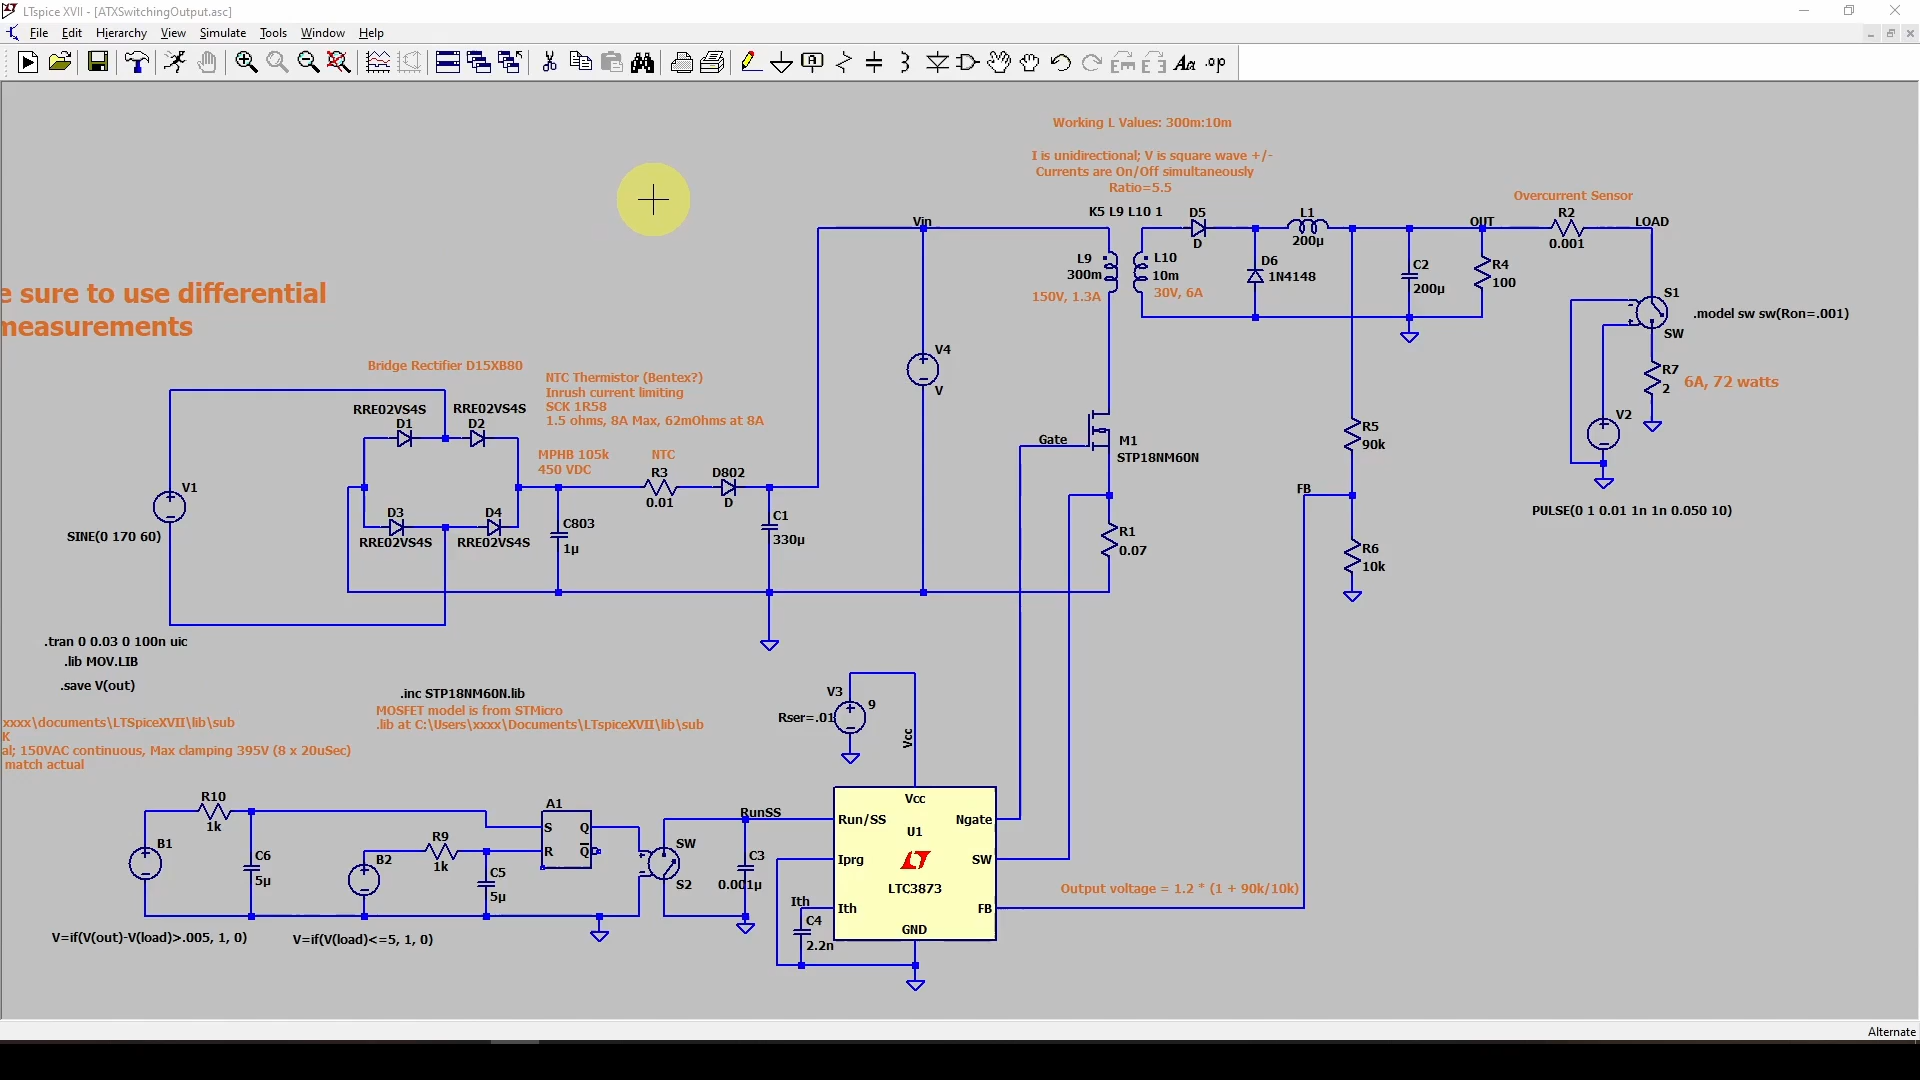 LTspice XVII - [ATXSwitchingOutput.asc]
File Edit Hierarchy View Simulate Tools Window Help
Working L Values: 300m:10m
I is unidirectional; V is square wave +/-
Currents are On/Off simultaneously
Ratio=5.5
K5 L9 L10 1
Vin
D5
D
L1
200µ
L9
300m
150V, 1.3A
L10
10m
30V, 6A
D6
1N4148
C2
200µ
OUT
R4
100
Overcurrent Sensor
R2
0.001
LOAD
S1
SW
.model sw sw(Ron=.001)
R7
2
6A, 72 watts
V2
PULSE(0 1 0.01 1n 1n 0.050 10)
e sure to use differential
measurements
Bridge Rectifier D15XB80
NTC Thermistor (Bentex?)
Inrush current limiting
SCK 1R58
1.5 ohms, 8A Max, 62mOhms at 8A
RRE02VS4S
D1
RRE02VS4S
D2
MPHB 105k
450 VDC
NTC
R3
0.01
D802
D
V1
SINE(0 170 60)
D3
RRE02VS4S
D4
RRE02VS4S
C803
1µ
C1
330µ
V4
V
Gate
M1
STP18NM60N
R1
0.07
R5
90k
FB
R6
10k
.tran 0 0.03 0 100n uic
.lib MOV.LIB
.save V(out)
.inc STP18NM60N.lib
MOSFET model is from STMicro
.lib at C:\Users\xxxx\Documents\LTspiceXVII\lib\sub
xxxx\documents\LTSpiceXVII\lib\sub
K
al; 150VAC continuous, Max clamping 395V (8 x 20uSec)
match actual
V3
9
Rser=.01
Vcc
R10
1k
B1
C6
5µ
V=if(V(out)-V(load)>.005, 1, 0)
B2
R9
1k
C5
5µ
V=if(V(load)<=5, 1, 0)
A1
S Q
R Q
SW
S2
RunSS
C3
0.001µ
Ith
C4
2.2n
Vcc
Run/SS
U1
Ngate
Iprg
SW
LTC3873
Ith
FB
GND
Output voltage = 1.2 * (1 + 90k/10k)
Alternate